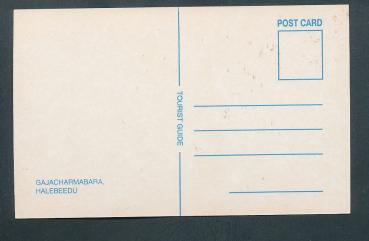 POST CARD
TOURIST GUIDE
GAJACHARMABARA,
HALEBEEDU